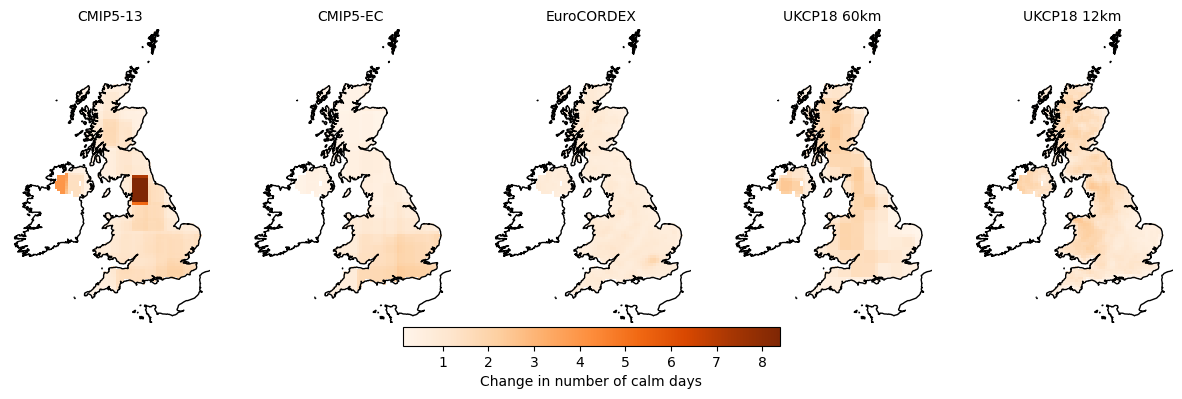 CMIP5-13 CMIP5-EC EuroCORDEX UKCP18 60km UKCP18 12km
1 2 3 4 5 6 7 8
Change in number of calm days